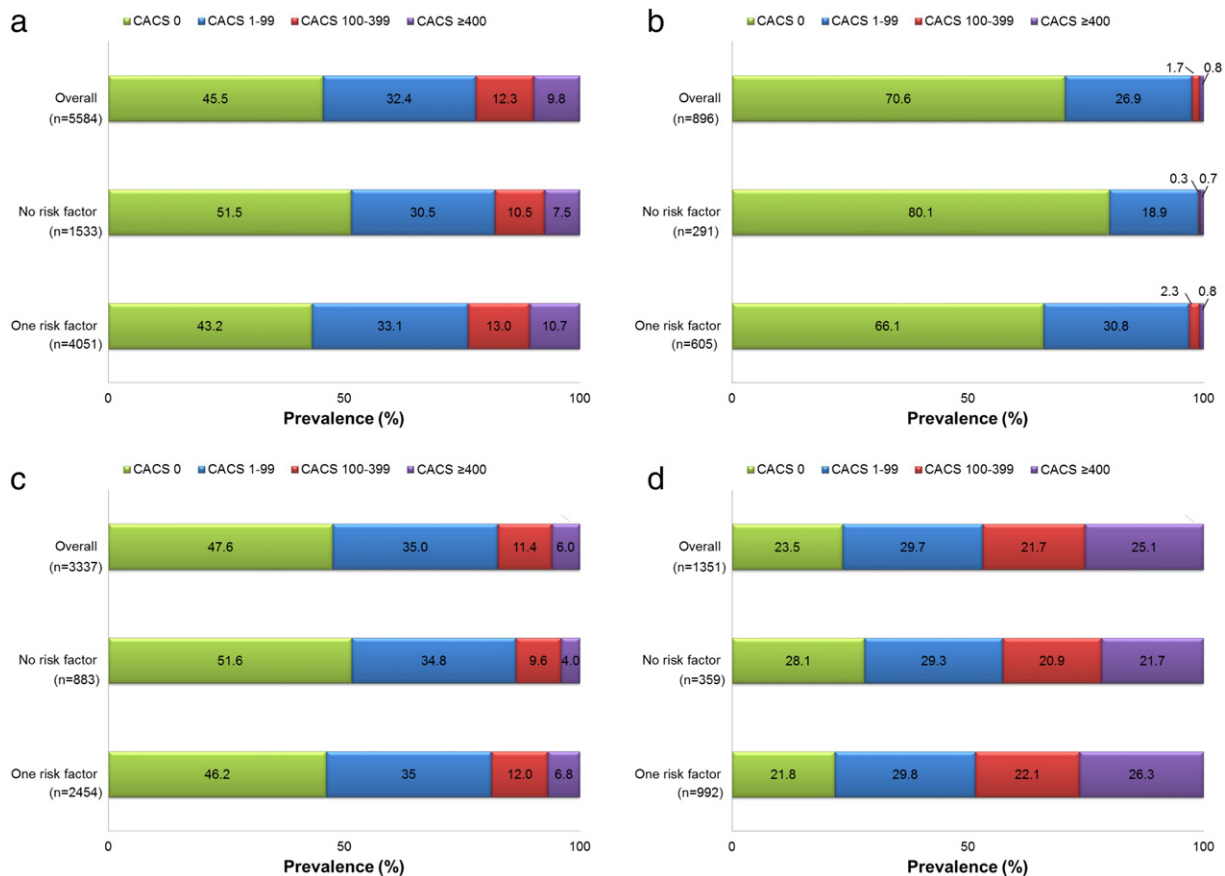 a
CACS 0 CACS 1-99 CACS 100-399 CACS ≥400
Overall
(n=5584)
45.5 32.4 12.3 9.8
No risk factor
(n=1533)
51.5 30.5 10.5 7.5
One risk factor
(n=4051)
43.2 33.1 13.0 10.7
0 50 100
Prevalence (%)
b
CACS 0 CACS 1-99 CACS 100-399 CACS ≥400
1.7 0.8
Overall
(n=896)
70.6 26.9
0.3 0.7
No risk factor
(n=291)
80.1 18.9
2.3 0.8
One risk factor
(n=605)
66.1 30.8
0 50 100
Prevalence (%)
c
CACS 0 CACS 1-99 CACS 100-399 CACS ≥400
Overall
(n=3337)
47.6 35.0 11.4 6.0
No risk factor
(n=883)
51.6 34.8 9.6 4.0
One risk factor
(n=2454)
46.2 35 12.0 6.8
0 50 100
Prevalence (%)
d
CACS 0 CACS 1-99 CACS 100-399 CACS ≥400
Overall
(n=1351)
23.5 29.7 21.7 25.1
No risk factor
(n=359)
28.1 29.3 20.9 21.7
One risk factor
(n=992)
21.8 29.8 22.1 26.3
0 50 100
Prevalence (%)